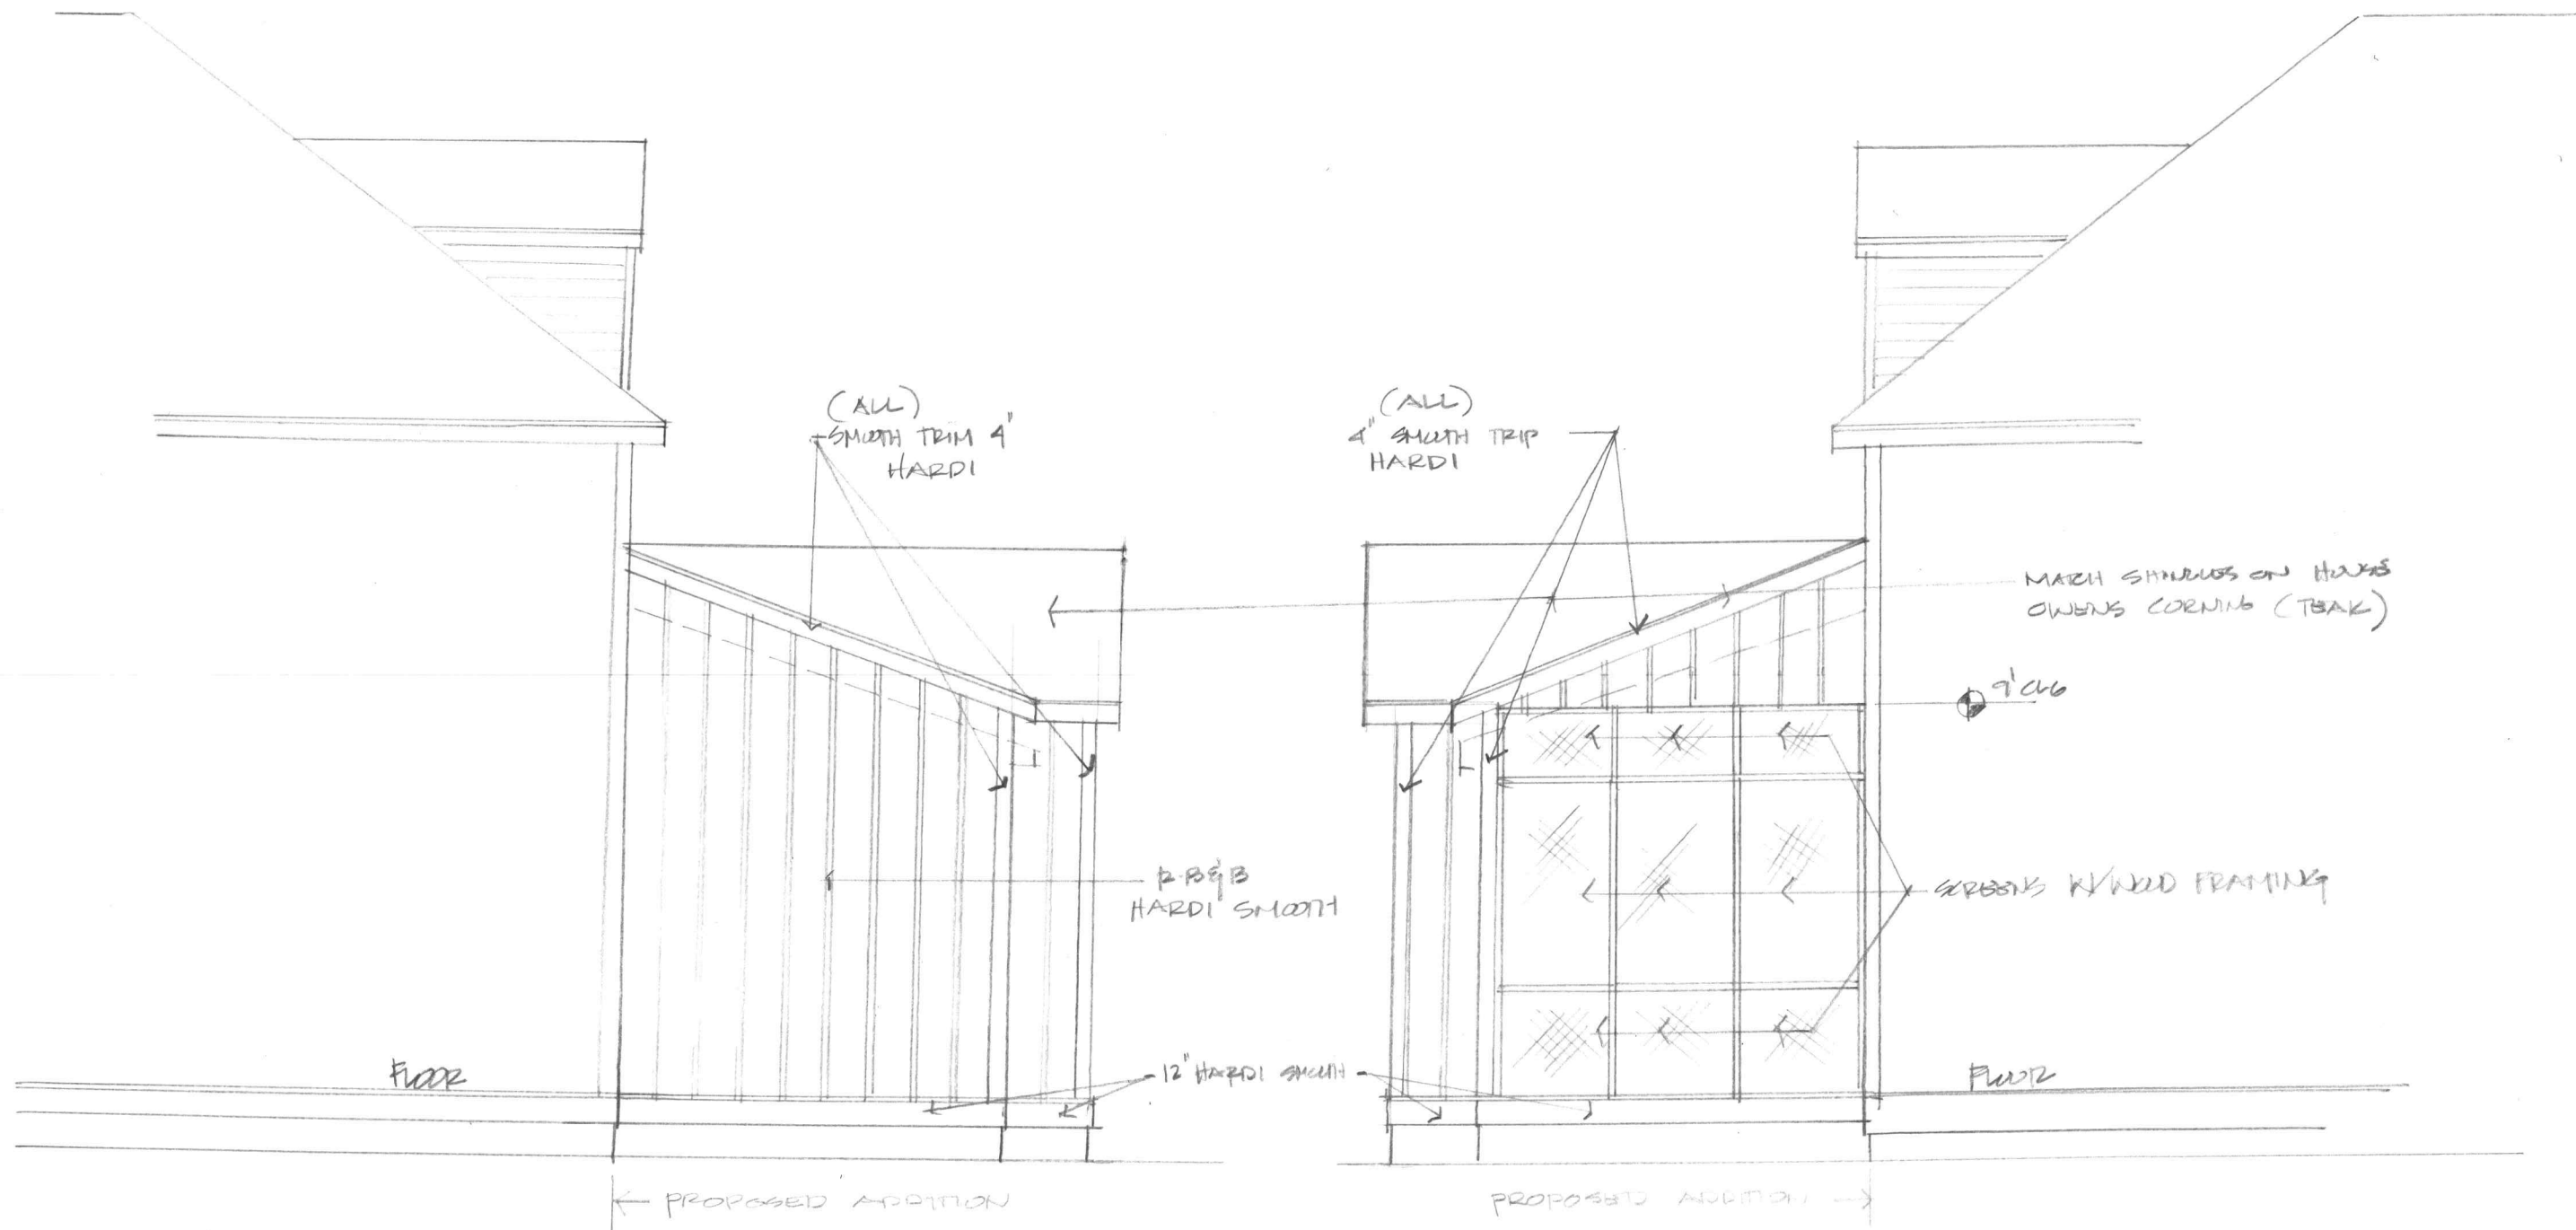 (ALL)
SMOOTH TRIM 4"
HARDI
(ALL)
4" SMOOTH TRIP
HARDI
MATCH SHINGLES ON HOUSE
OWENS CORNING (TEAK)
9' CLG
B&B
HARDI SMOOTH
SCREENS W/WOOD FRAMING
FLOOR
12" HARDI SMOOTH
FLOOR
PROPOSED ADDITION
PROPOSED ADDITION